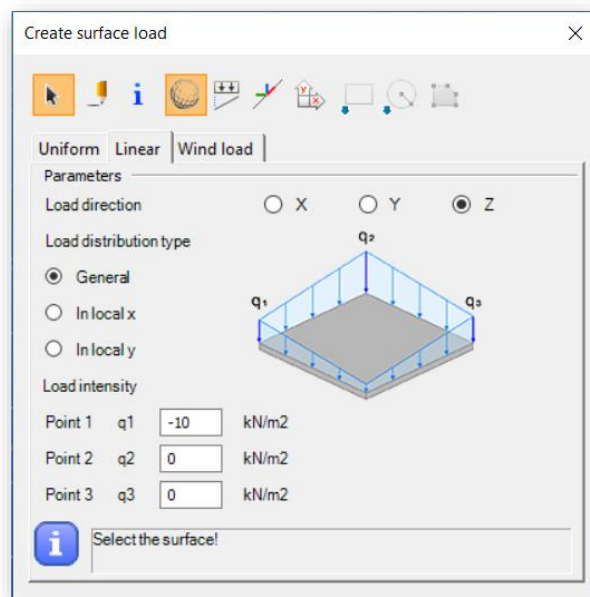 Create surface load
Uniform Linear Wind load
Parameters
Load direction X Y Z
Load distribution type
General
In local x
In local y
q₂
q₁ q₃
Load intensity
Point 1 q1 -10 kN/m2
Point 2 q2 0 kN/m2
Point 3 q3 0 kN/m2
Select the surface!